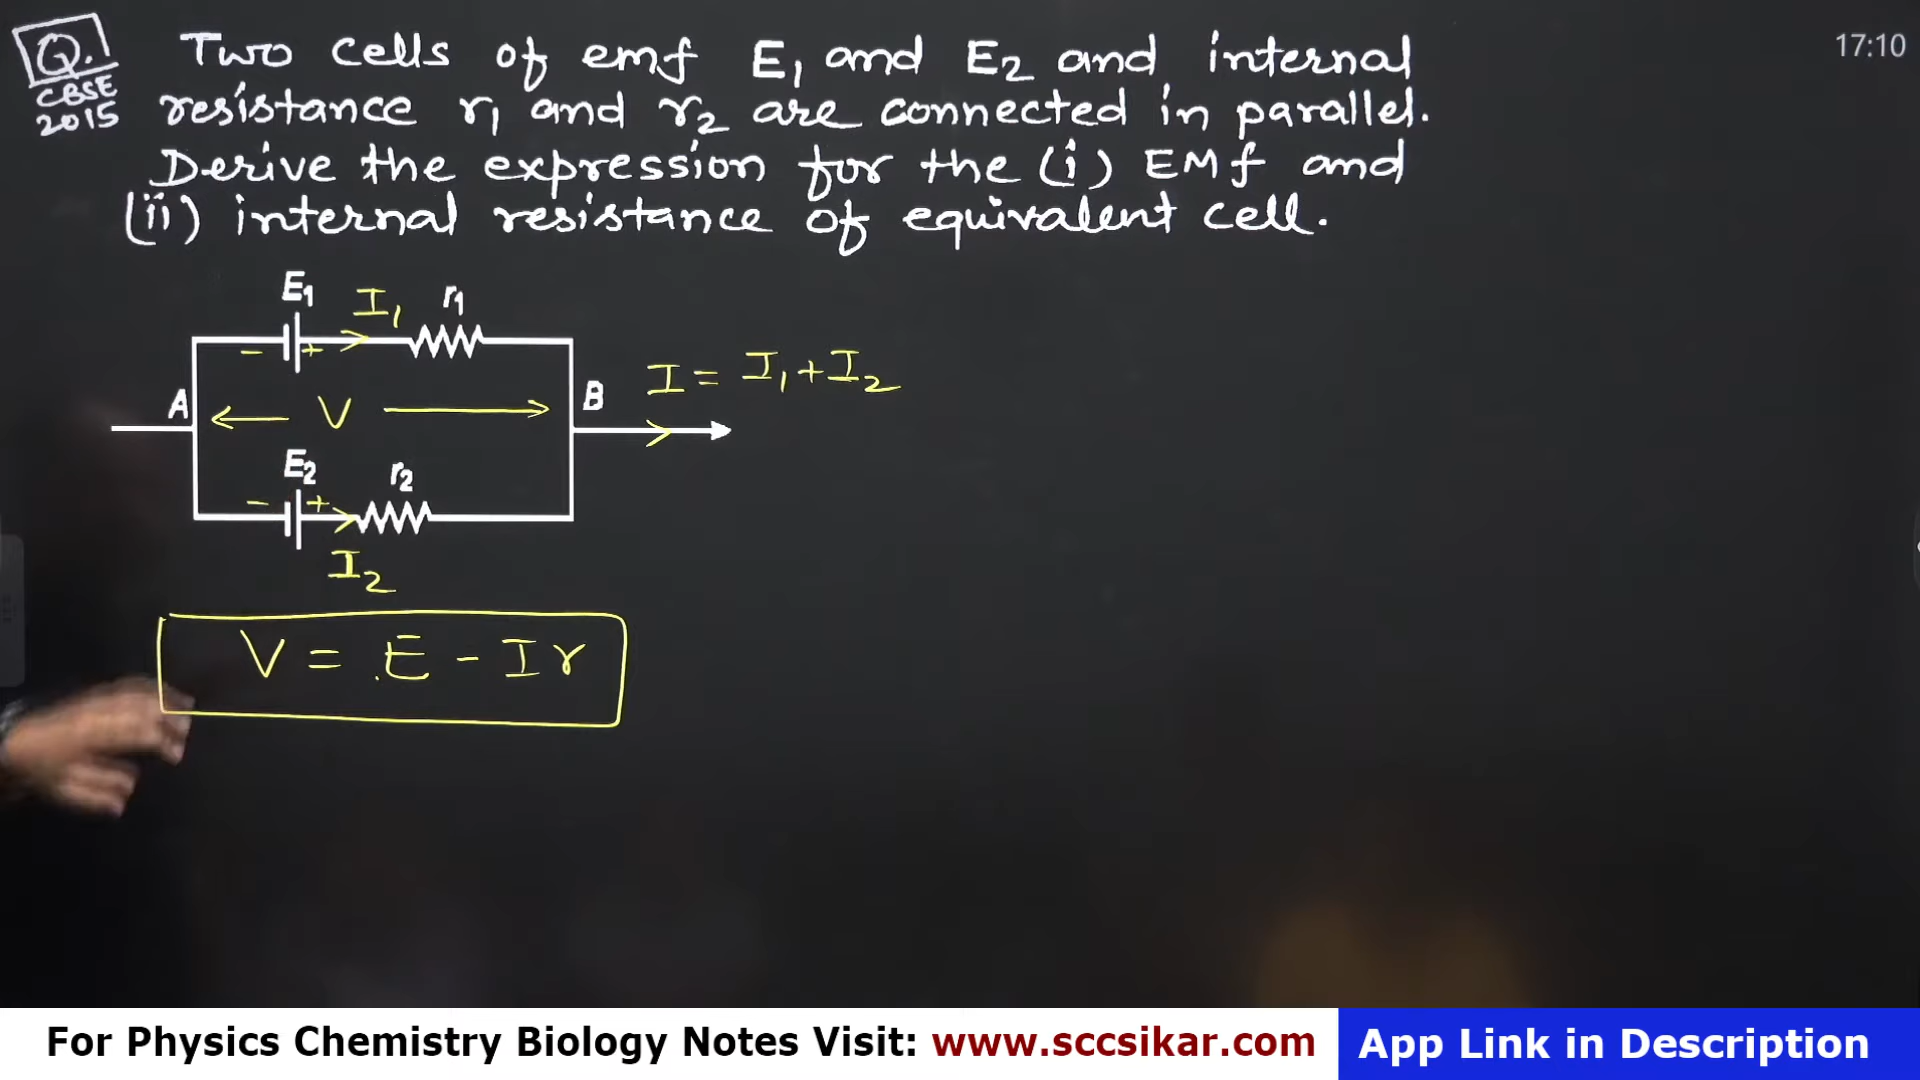 17:10
Q.
CBSE
2015
Two cells of emf E₁ and E₂ and internal
resistance r₁ and r₂ are connected in parallel.
Derive the expression for the (i) EMf and
(ii) internal resistance of equivalent cell.
E₁ I₁ r₁
- +
I = I₁ + I₂
A V B
E₂ r₂
- +
I₂
V = E - Ir
For Physics Chemistry Biology Notes Visit: www.sccsikar.com App Link in Description